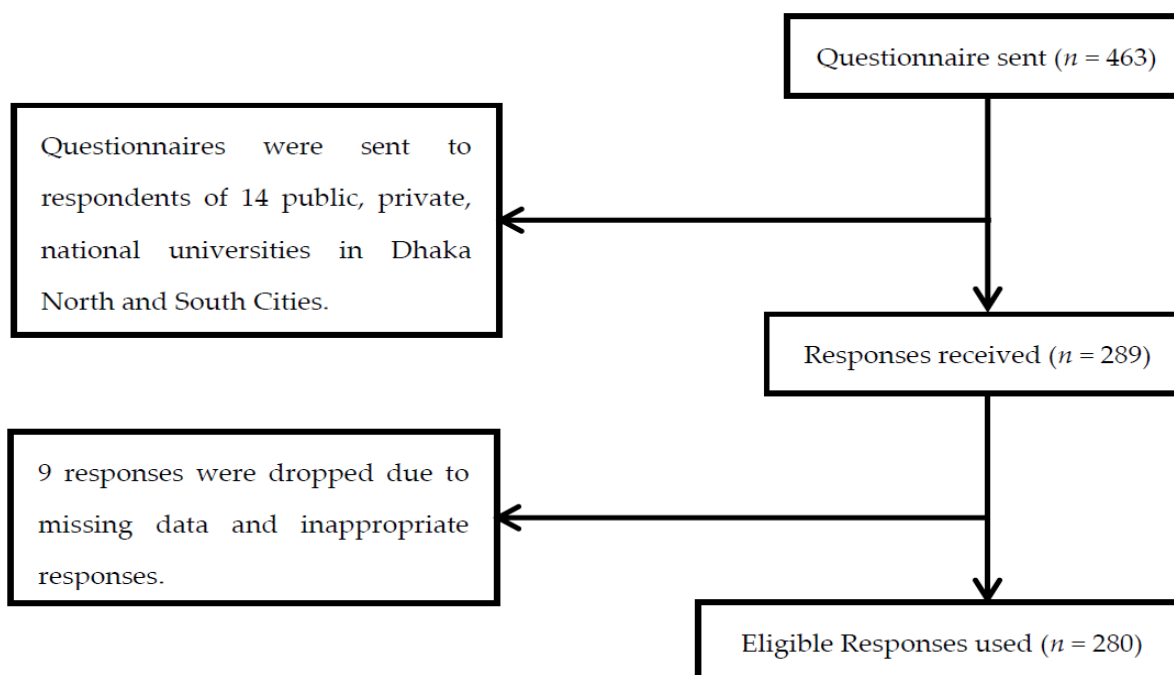 Questionnaire sent (n = 463)
Questionnaires were sent to
respondents of 14 public, private,
national universities in Dhaka
North and South Cities.
Responses received (n = 289)
9 responses were dropped due to
missing data and inappropriate
responses.
Eligible Responses used (n = 280)